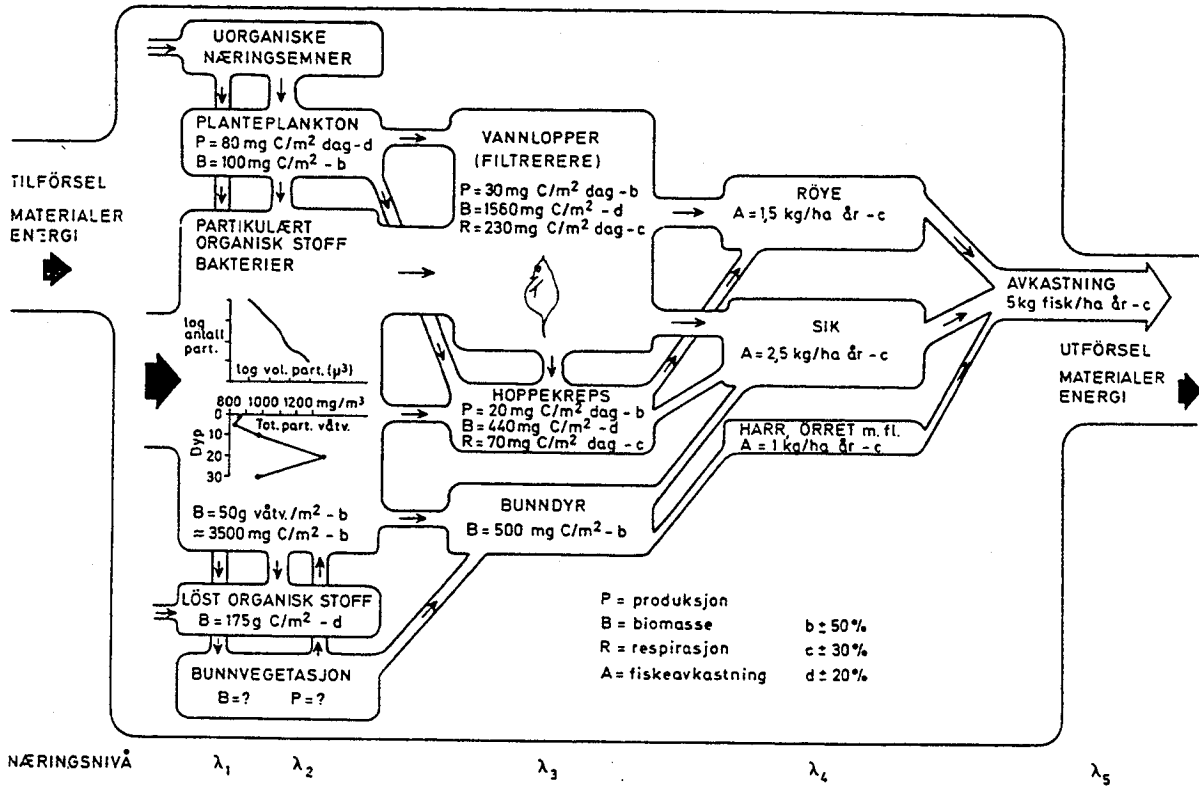 UORGANISKE
NÆRINGSEMNER
PLANTEPLANKTON
P = 80 mg C/m² dag - d
B = 100 mg C/m² - b
TILFÖRSEL
MATERIALER
ENERGI
PARTIKULÆRT
ORGANISK STOFF
BAKTERIER
log
antall
part.
log vol. part. (µ³)
800 1000 1200 mg/m³
Tot. part. våtv.
Dyp
0
10
20
30
B = 50g våtv./m² - b
≈ 3500 mg C/m² - b
LÖST ORGANISK STOFF
B = 175g C/m² - d
BUNNVEGETASJON
B = ? P = ?
VANNLOPPER
(FILTRERERE)
P = 30 mg C/m² dag - b
B = 1560 mg C/m² - d
R = 230 mg C/m² dag - c
HOPPEKREPS
P = 20 mg C/m² dag - b
B = 440 mg C/m² - d
R = 70 mg C/m² dag - c
BUNNDYR
B = 500 mg C/m² - b
RÖYE
A = 1,5 kg/ha år - c
SIK
A = 2,5 kg/ha år - c
HARR, ÖRRET m. fl.
A = 1 kg/ha år - c
AVKASTNING
5 kg fisk/ha år - c
UTFÖRSEL
MATERIALER
ENERGI
P = produksjon
B = biomasse b ± 50%
R = respirasjon c ± 30%
A = fiskeavkastning d ± 20%
NÆRINGSNIVÅ λ₁ λ₂ λ₃ λ₄ λ₅